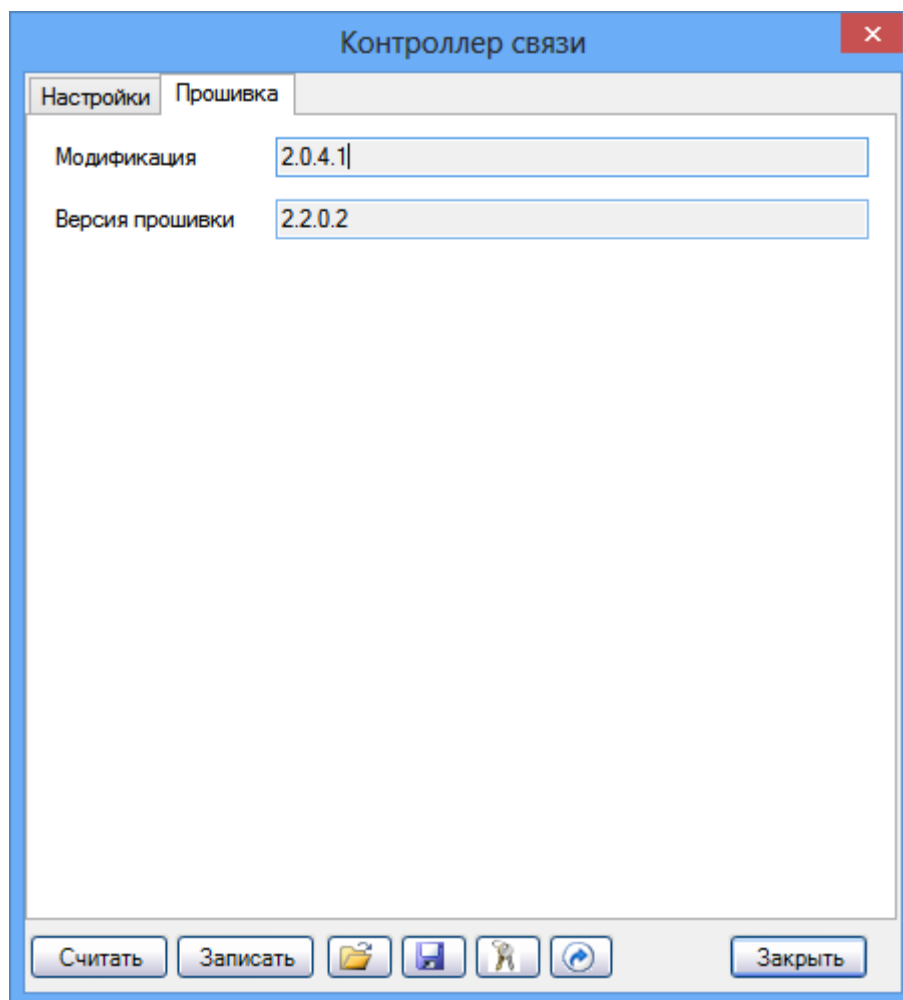 Контроллер связи
Настройки Прошивка
Модификация 2.0.4.1
Версия прошивки 2.2.0.2
Считать Записать Закрыть